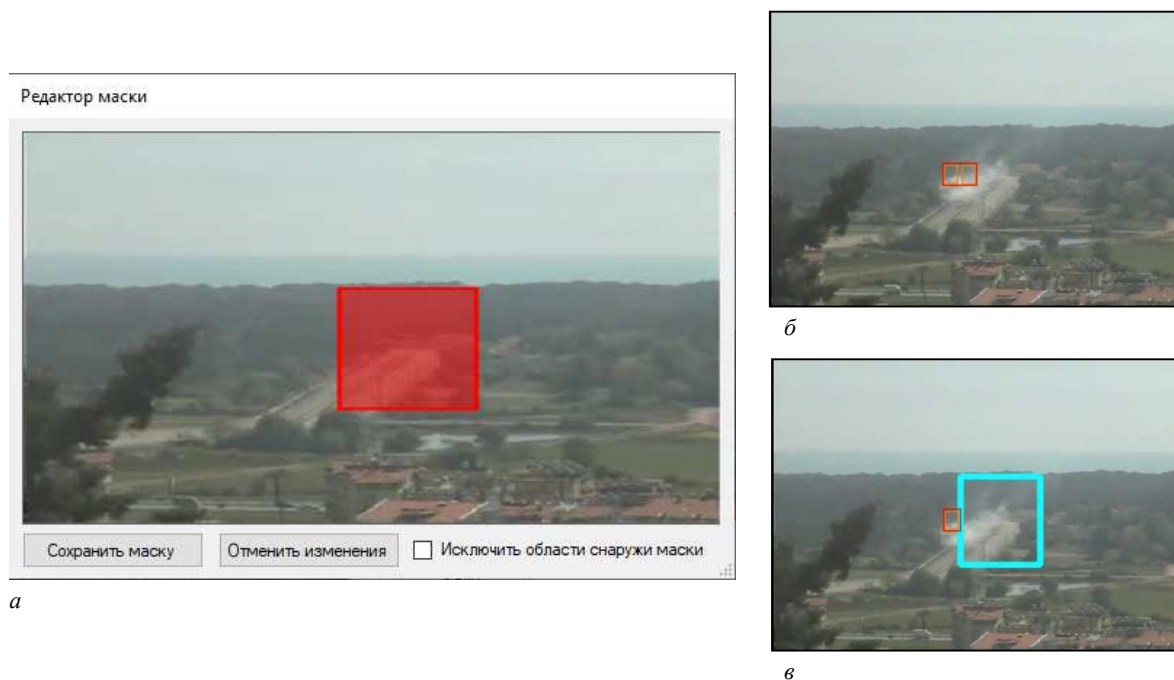 Редактор маски
Сохранить маску
Отменить изменения
Исключить области снаружи маски
а
б
в